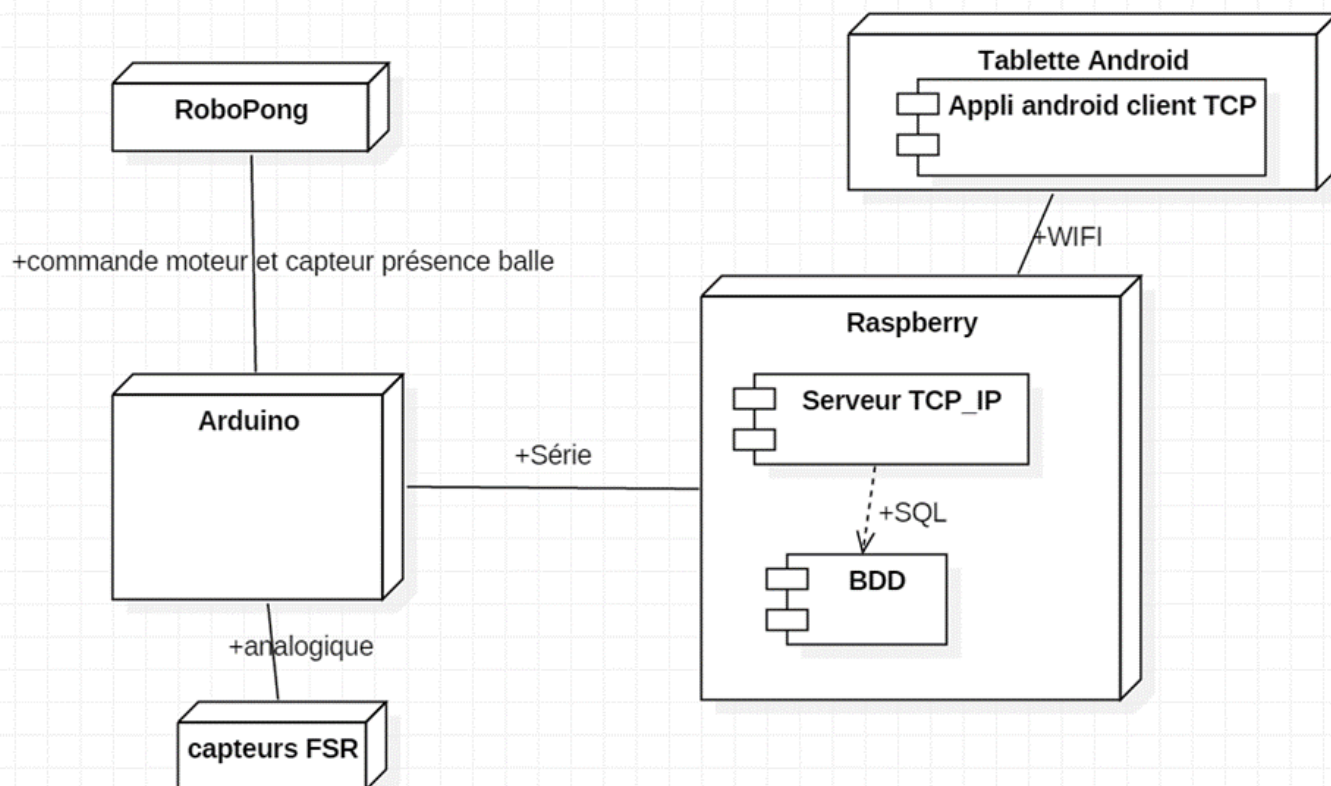 Tablette Android
Appli android client TCP
RoboPong
+WIFI
+commande moteur et capteur présence balle
Raspberry
Serveur TCP_IP
Arduino
+Série
+SQL
BDD
+analogique
capteurs FSR